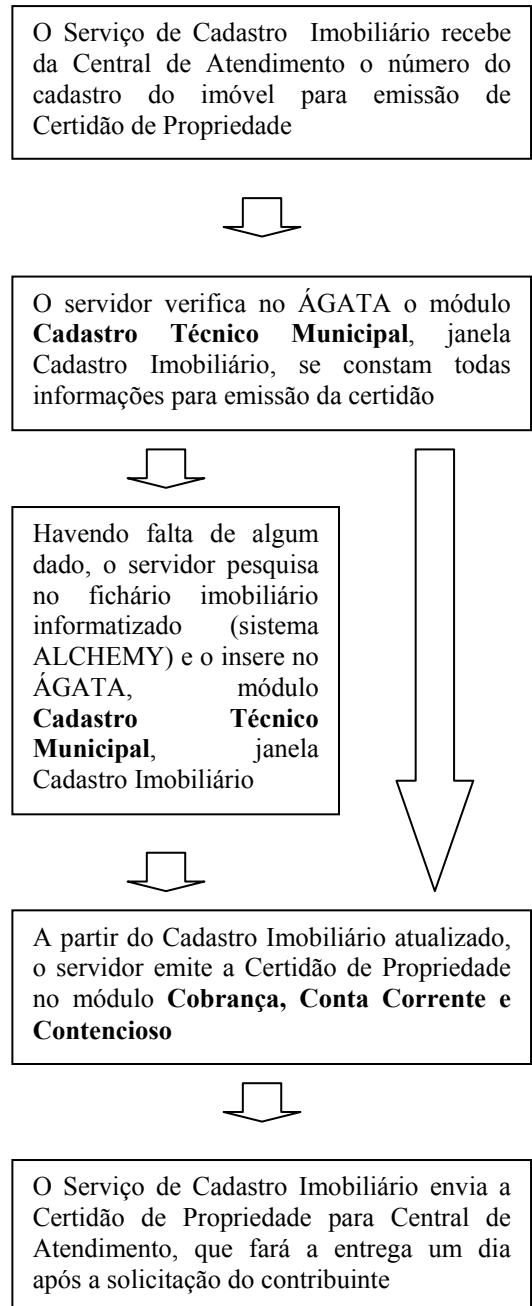 O Serviço de Cadastro Imobiliário recebe
da Central de Atendimento o número do
cadastro do imóvel para emissão de
Certidão de Propriedade
O servidor verifica no ÁGATA o módulo
Cadastro Técnico Municipal, janela
Cadastro Imobiliário, se constam todas
informações para emissão da certidão
Havendo falta de algum
dado, o servidor pesquisa
no fichário imobiliário
informatizado (sistema
ALCHEMY) e o insere no
ÁGATA, módulo
Cadastro Técnico
Municipal, janela
Cadastro Imobiliário
A partir do Cadastro Imobiliário atualizado,
o servidor emite a Certidão de Propriedade
no módulo Cobrança, Conta Corrente e
Contencioso
O Serviço de Cadastro Imobiliário envia a
Certidão de Propriedade para Central de
Atendimento, que fará a entrega um dia
após a solicitação do contribuinte